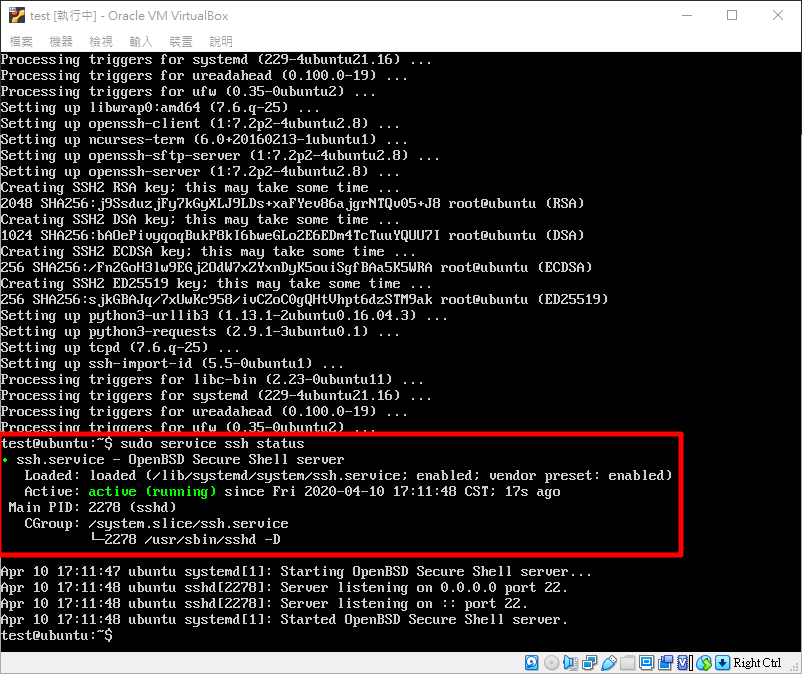 test [執行中] - Oracle VM VirtualBox
檔案 機器 檢視 輸入 裝置 說明
Processing triggers for systemd (229-4ubuntu21.16) ...
Processing triggers for ureadahead (0.100.0-19) ...
Processing triggers for ufw (0.35-0ubuntu2) ...
Setting up libwrap0:amd64 (7.6.q-25) ...
Setting up openssh-client (1:7.2p2-4ubuntu2.8) ...
Setting up ncurses-term (6.0+20160213-1ubuntu1) ...
Setting up openssh-sftp-server (1:7.2p2-4ubuntu2.8) ...
Setting up openssh-server (1:7.2p2-4ubuntu2.8) ...
Creating SSH2 RSA key; this may take some time ...
2048 SHA256:j9SsduzjFy7kGyXLJ9LDs+xaFYev86ajgrNTQv05+J8 root@ubuntu (RSA)
Creating SSH2 DSA key; this may take some time ...
1024 SHA256:bAOePivyqoqBukP8kI6bweGLo2E6EDm4TcTuuYQUU7I root@ubuntu (DSA)
Creating SSH2 ECDSA key; this may take some time ...
256 SHA256:/Fn2GoH3lw9EGj2OdW7xZYxnDyK5ouiSgfBAa5K5WRA root@ubuntu (ECDSA)
Creating SSH2 ED25519 key; this may take some time ...
256 SHA256:sjkGBAJq/7xUwKc958/ivCZoC0gQHtVhpt6dzSTM9ak root@ubuntu (ED25519)
Setting up python3-urllib3 (1.13.1-2ubuntu0.16.04.3) ...
Setting up python3-requests (2.9.1-3ubuntu0.1) ...
Setting up tcpd (7.6.q-25) ...
Setting up ssh-import-id (5.5-0ubuntu1) ...
Processing triggers for libc-bin (2.23-0ubuntu11) ...
Processing triggers for systemd (229-4ubuntu21.16) ...
Processing triggers for ureadahead (0.100.0-19) ...
Processing triggers for ufw (0.35-0ubuntu2) ...
test@ubuntu:~$ sudo service ssh status
● ssh.service - OpenBSD Secure Shell server
Loaded: loaded (/lib/systemd/system/ssh.service; enabled; vendor preset: enabled)
Active: active (running) since Fri 2020-04-10 17:11:48 CST; 17s ago
Main PID: 2278 (sshd)
CGroup: /system.slice/ssh.service
└─2278 /usr/sbin/sshd -D
Apr 10 17:11:47 ubuntu systemd[1]: Starting OpenBSD Secure Shell server...
Apr 10 17:11:48 ubuntu sshd[2278]: Server listening on 0.0.0.0 port 22.
Apr 10 17:11:48 ubuntu sshd[2278]: Server listening on :: port 22.
Apr 10 17:11:48 ubuntu systemd[1]: Started OpenBSD Secure Shell server.
test@ubuntu:~$
Right Ctrl